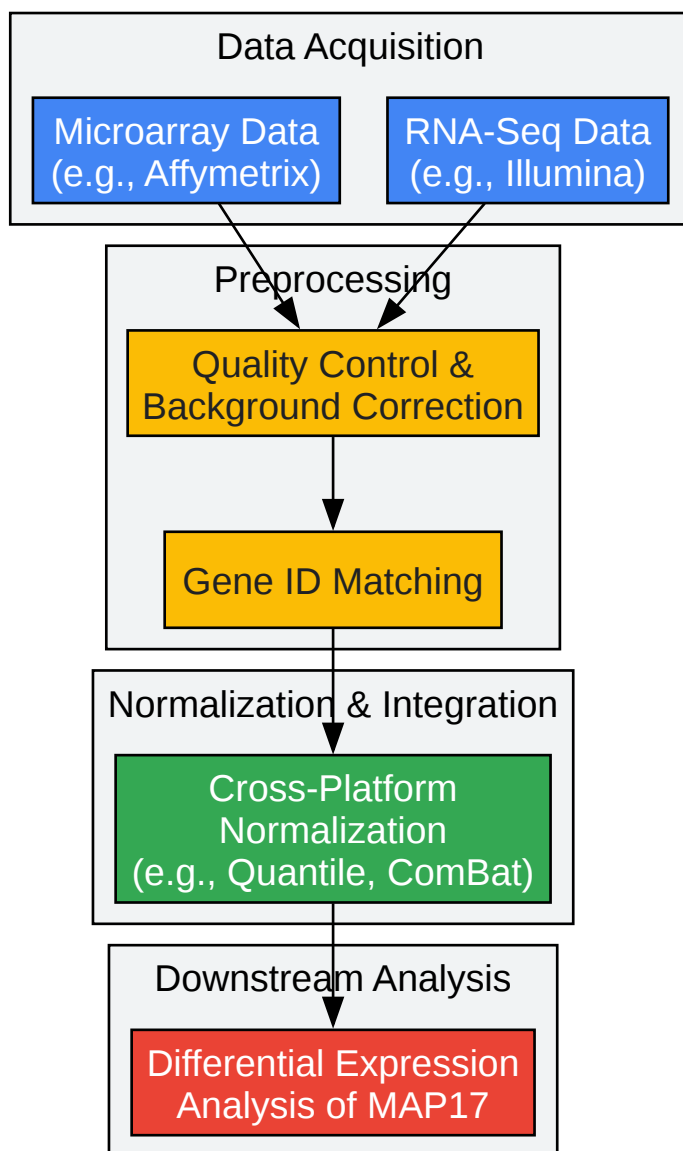 Data Acquisition
Microarray Data
(e.g., Affymetrix)
RNA-Seq Data
(e.g., Illumina)
Preprocessing
Quality Control &
Background Correction
Gene ID Matching
Normalization & Integration
Cross-Platform
Normalization
(e.g., Quantile, ComBat)
Downstream Analysis
Differential Expression
Analysis of MAP17